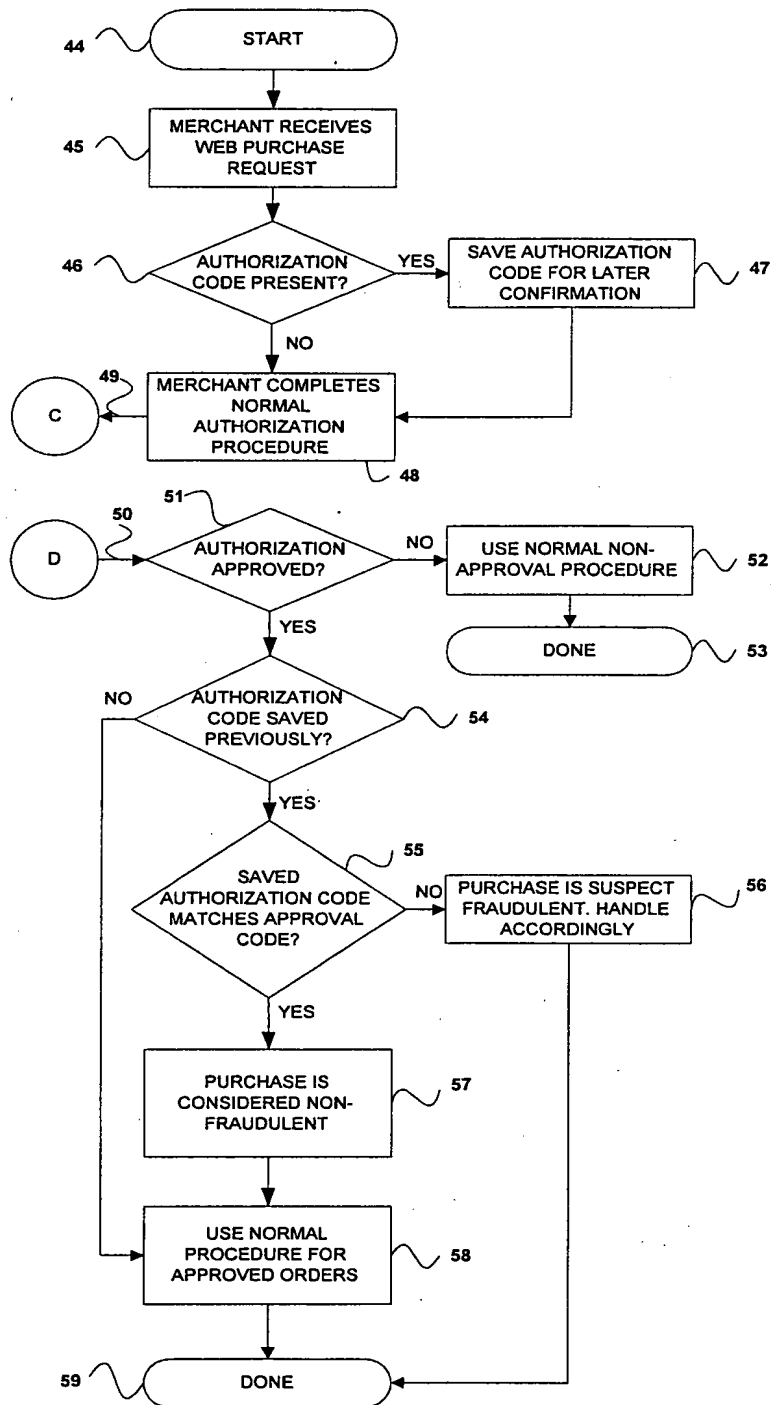 44
START
45
MERCHANT RECEIVES
WEB PURCHASE
REQUEST
46
AUTHORIZATION
CODE PRESENT?
YES
SAVE AUTHORIZATION
CODE FOR LATER
CONFIRMATION
47
NO
C
49
MERCHANT COMPLETES
NORMAL
AUTHORIZATION
PROCEDURE
48
D
50
51
AUTHORIZATION
APPROVED?
NO
USE NORMAL NON-
APPROVAL PROCEDURE
52
YES
DONE
53
NO
AUTHORIZATION
CODE SAVED
PREVIOUSLY?
54
YES
55
SAVED
AUTHORIZATION CODE
MATCHES APPROVAL
CODE?
NO
PURCHASE IS SUSPECT
FRAUDULENT. HANDLE
ACCORDINGLY
56
YES
PURCHASE IS
CONSIDERED NON-
FRAUDULENT
57
USE NORMAL
PROCEDURE FOR
APPROVED ORDERS
58
59
DONE